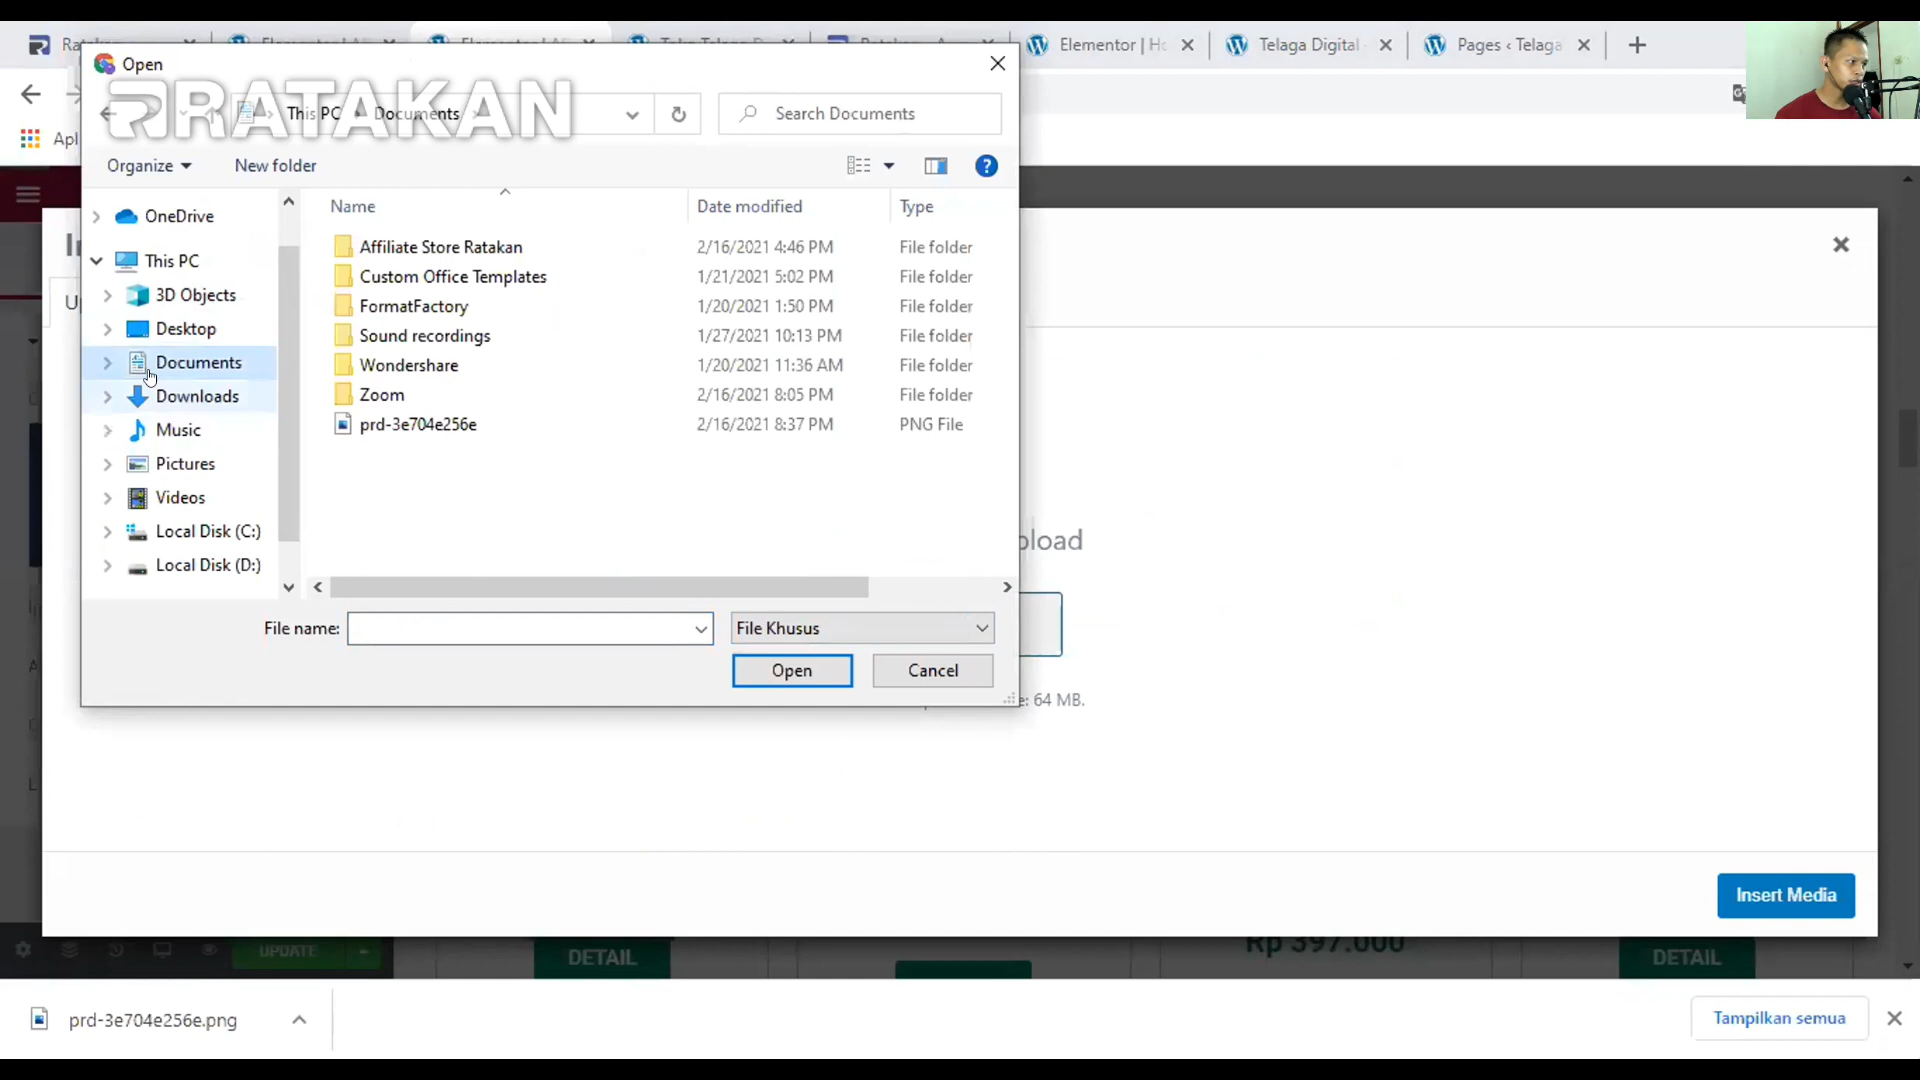 Elementor | Ho
Telaga Digital
Pages ‹ Telaga
Open
RATAKAN
This PC
Documents
Search Documents
Apl
Organize
New folder
Name
Date modified
Type
OneDrive
This PC
3D Objects
Desktop
Documents
Downloads
Music
Pictures
Videos
Local Disk (C:)
Local Disk (D:)
Affiliate Store Ratakan 2/16/2021 4:46 PM File folder
Custom Office Templates 1/21/2021 5:02 PM File folder
FormatFactory 1/20/2021 1:50 PM File folder
Sound recordings 1/27/2021 10:13 PM File folder
Wondershare 1/20/2021 11:36 AM File folder
Zoom 2/16/2021 8:05 PM File folder
prd-3e704e256e 2/16/2021 8:37 PM PNG File
File name:
File Khusus
Open
Cancel
pload
e: 64 MB.
Insert Media
UPDATE
DETAIL
Rp 397.000
DETAIL
prd-3e704e256e.png
Tampilkan semua